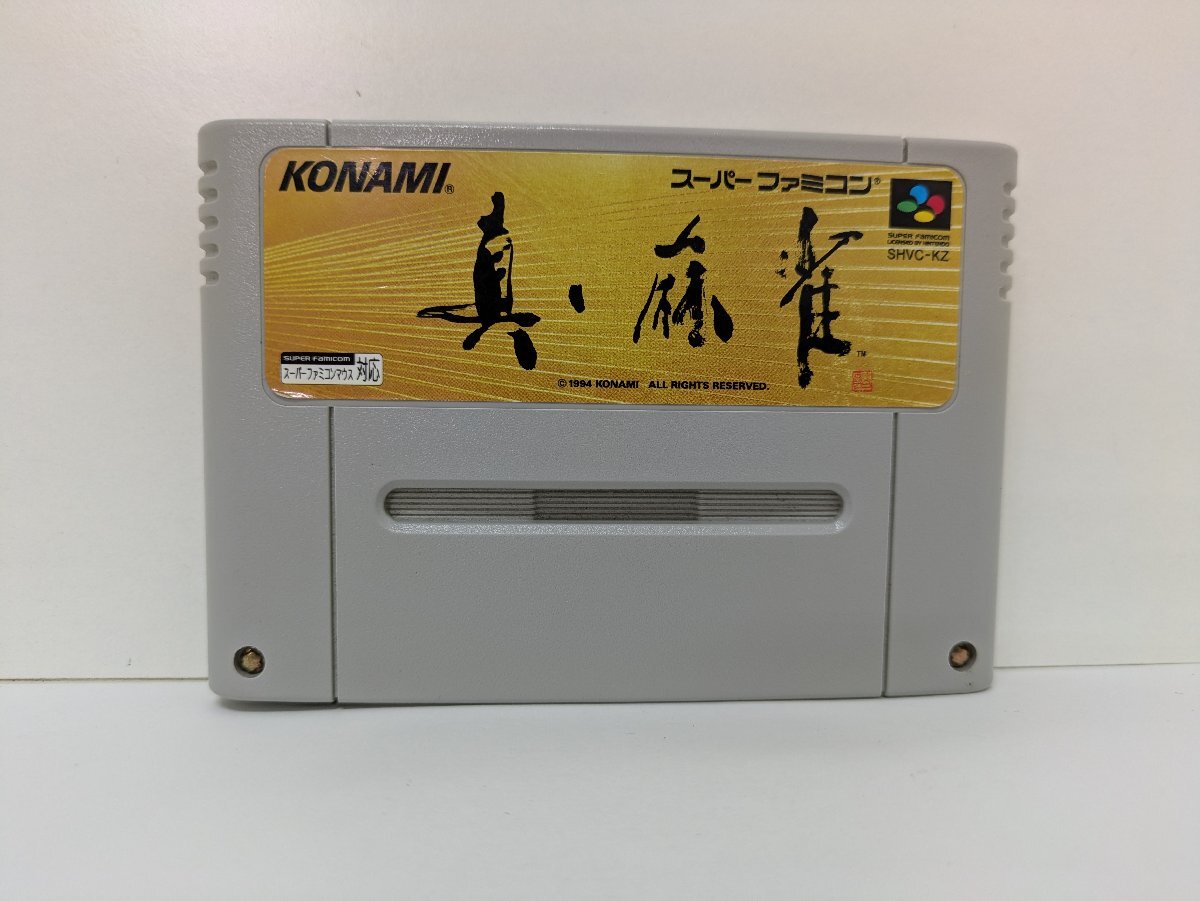 KONAMI®
スーパーファミコン®
SUPER FAMICOM
LICENSED BY NINTENDO
SHVC-KZ
真・麻雀
TM
SUPER FAMICOM
スーパーファミコンマウス対応
©1994 KONAMI ALL RIGHTS RESERVED.